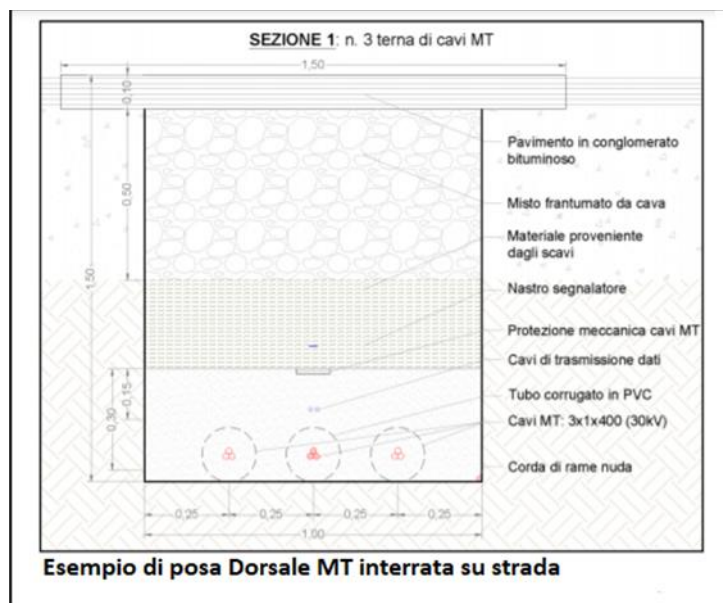 SEZIONE 1: n. 3 terna di cavi MT
1,50
0,10
Pavimento in conglomerato
bituminoso
0,50
Misto frantumato da cava
Materiale proveniente
dagli scavi
1,50
Nastro segnalatore
Protezione meccanica cavi MT
Cavi di trasmissione dati
0,15
Tubo corrugato in PVC
0,30
Cavi MT: 3x1x400 (30kV)
Corda di rame nuda
0,25
0,25
0,25
0,25
1,00
Esempio di posa Dorsale MT interrata su strada